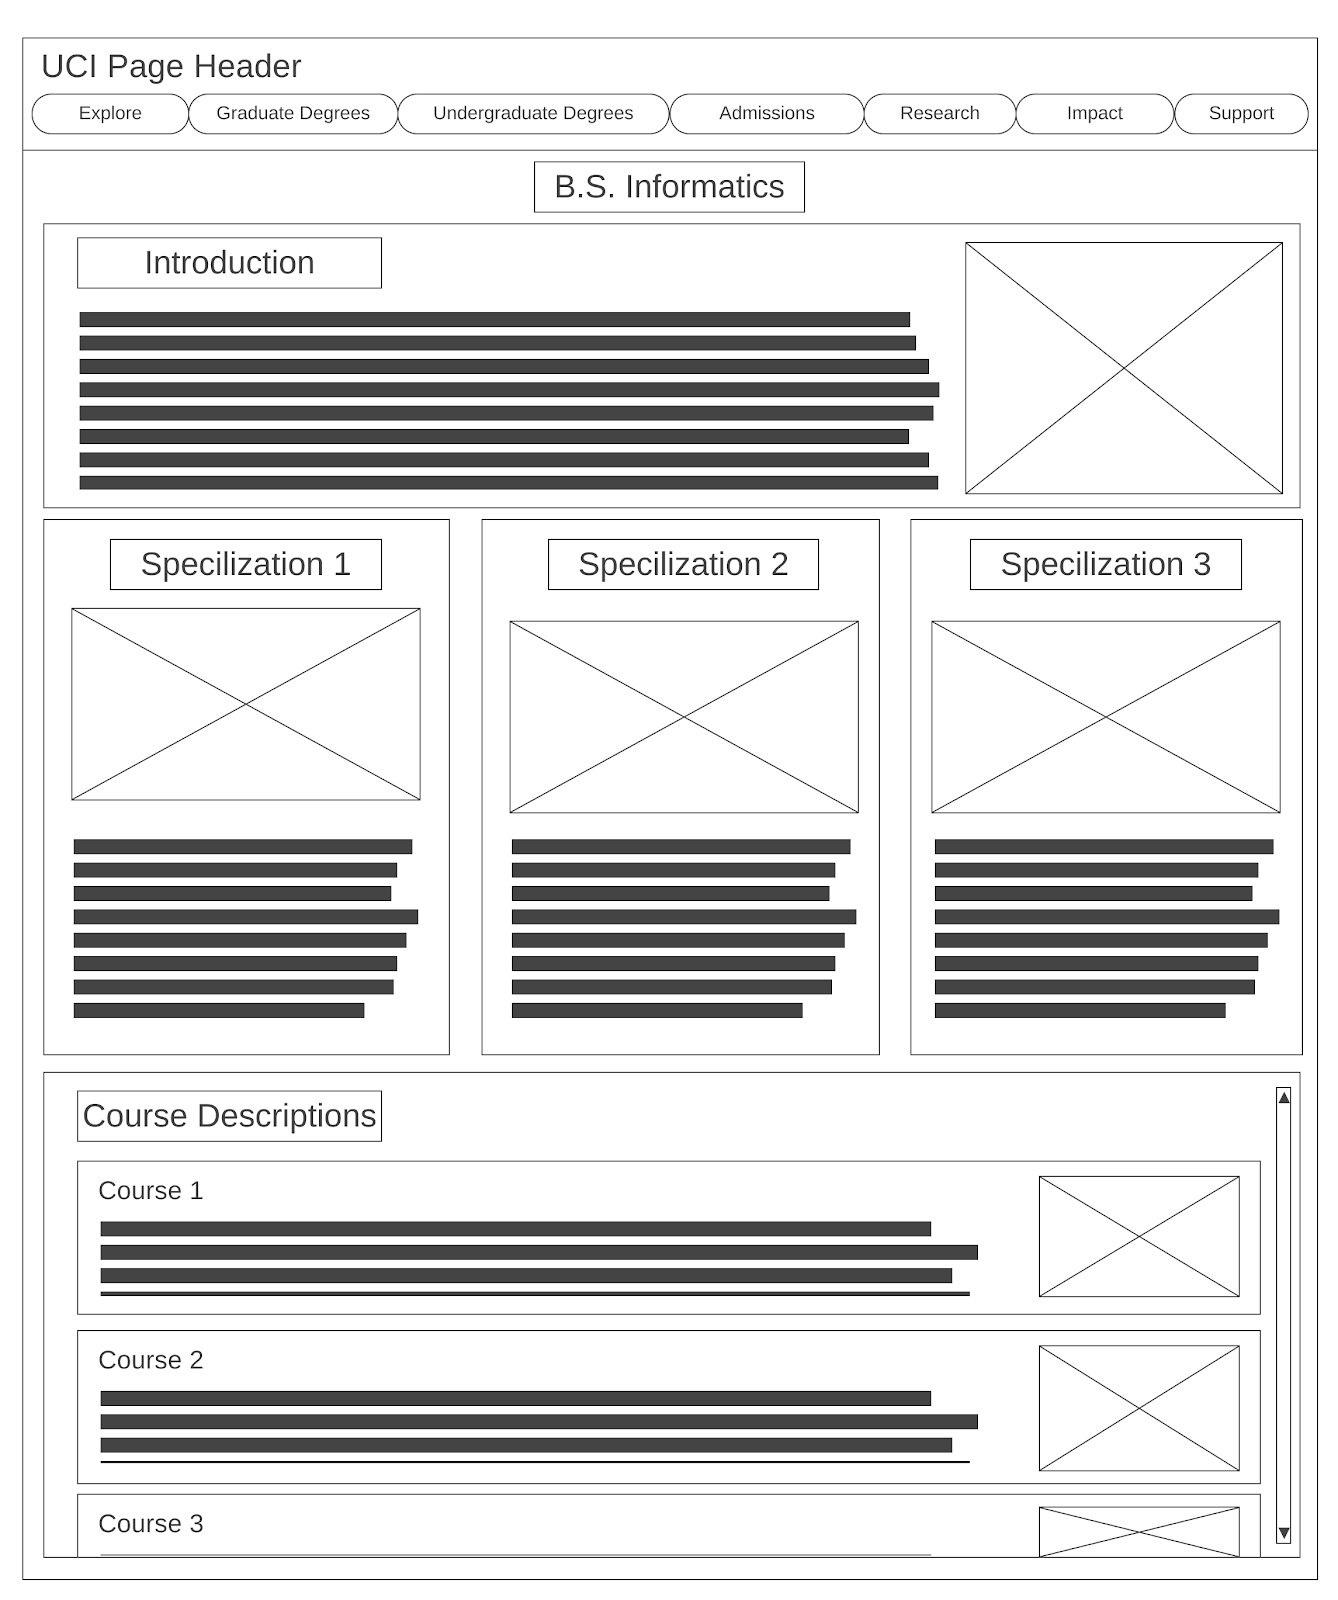 UCI Page Header
Explore Graduate Degrees Undergraduate Degrees Admissions Research Impact Support
B.S. Informatics
Introduction
Specilization 1
Specilization 2
Specilization 3
Course Descriptions
Course 1
Course 2
Course 3